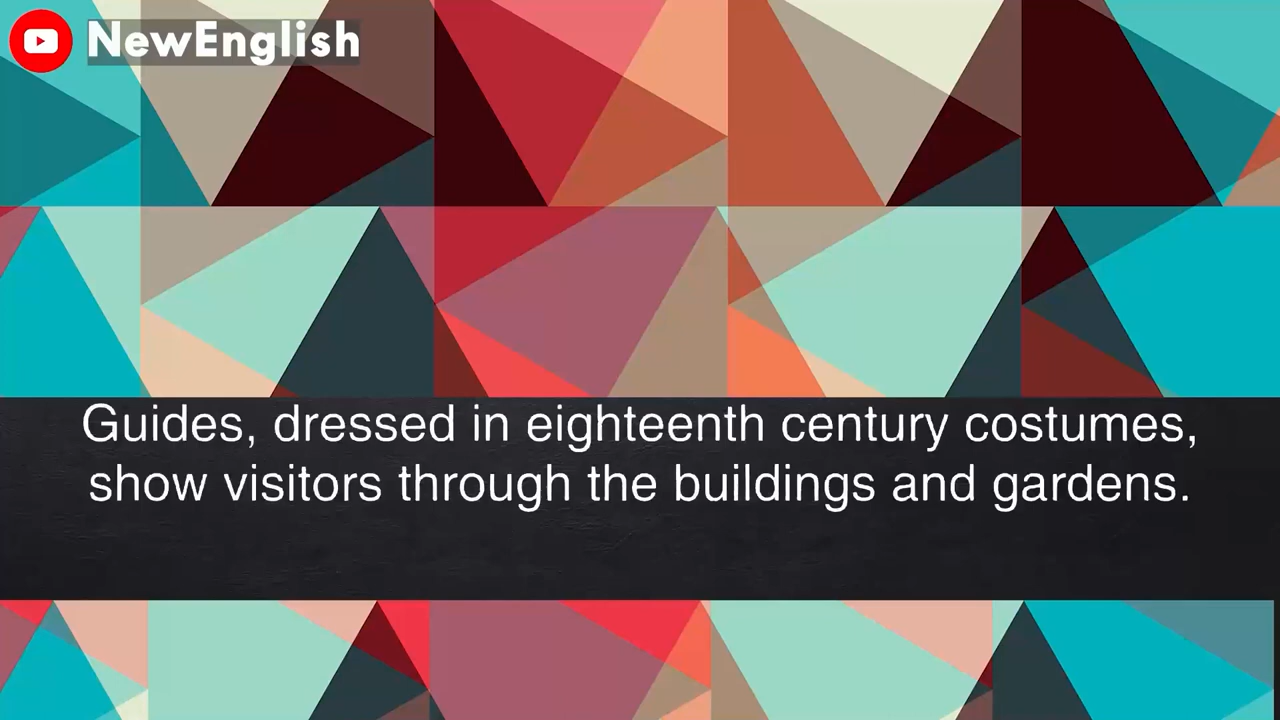 NewEnglish
Guides, dressed in eighteenth century costumes,
show visitors through the buildings and gardens.